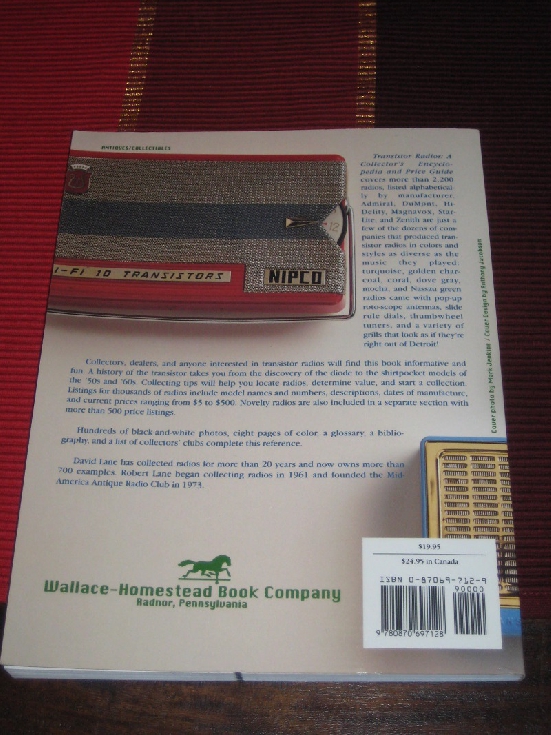 ANTIQUES/COLLECTIBLES
Transistor Radios: A
Collector's Encyclo-
pedia and Price Guide
covers more than 2,200
radios, listed alphabetical-
ly by manufacturer.
Admiral, DuMont, Hi-
Delity, Magnavox, Star-
Lite, and Zenith are just a
few of the dozens of com-
panies that produced tran-
sistor radios in colors and
styles as diverse as the
music they played:
turquoise, golden char-
coal, coral, dove gray,
mocha, and Nassau green
radios came with pop-up
roto-scope antennas, slide
rule dials, thumbwheel
tuners, and a variety of
grills that look as if they're
right out of Detroit!
I-FI 10 TRANSISTORS
NIPCO
Collectors, dealers, and anyone interested in transistor radios will find this book informative and
fun. A history of the transistor takes you from the discovery of the diode to the shirtpocket models of
the '50s and '60s. Collecting tips will help you locate radios, determine value, and start a collection.
Listings for thousands of radios include model names and numbers, descriptions, dates of manufacture,
and current prices ranging from $5 to $500. Novelty radios are also included in a separate section with
more than 500 price listings.
Hundreds of black-and-white photos, eight pages of color, a glossary, a biblio-
graphy, and a list of collectors' clubs complete this reference.
David Lane has collected radios for more than 20 years and now owns more than
700 examples. Robert Lane began collecting radios in 1961 and founded the Mid-
America Antique Radio Club in 1973.
Cover photo by Mark Jenkins / Cover design by Anthony Jacobson
Wallace-Homestead Book Company
Radnor, Pennsylvania
$19.95
$24.95 in Canada
ISBN 0-87069-712-9
90000
9 780870 697128